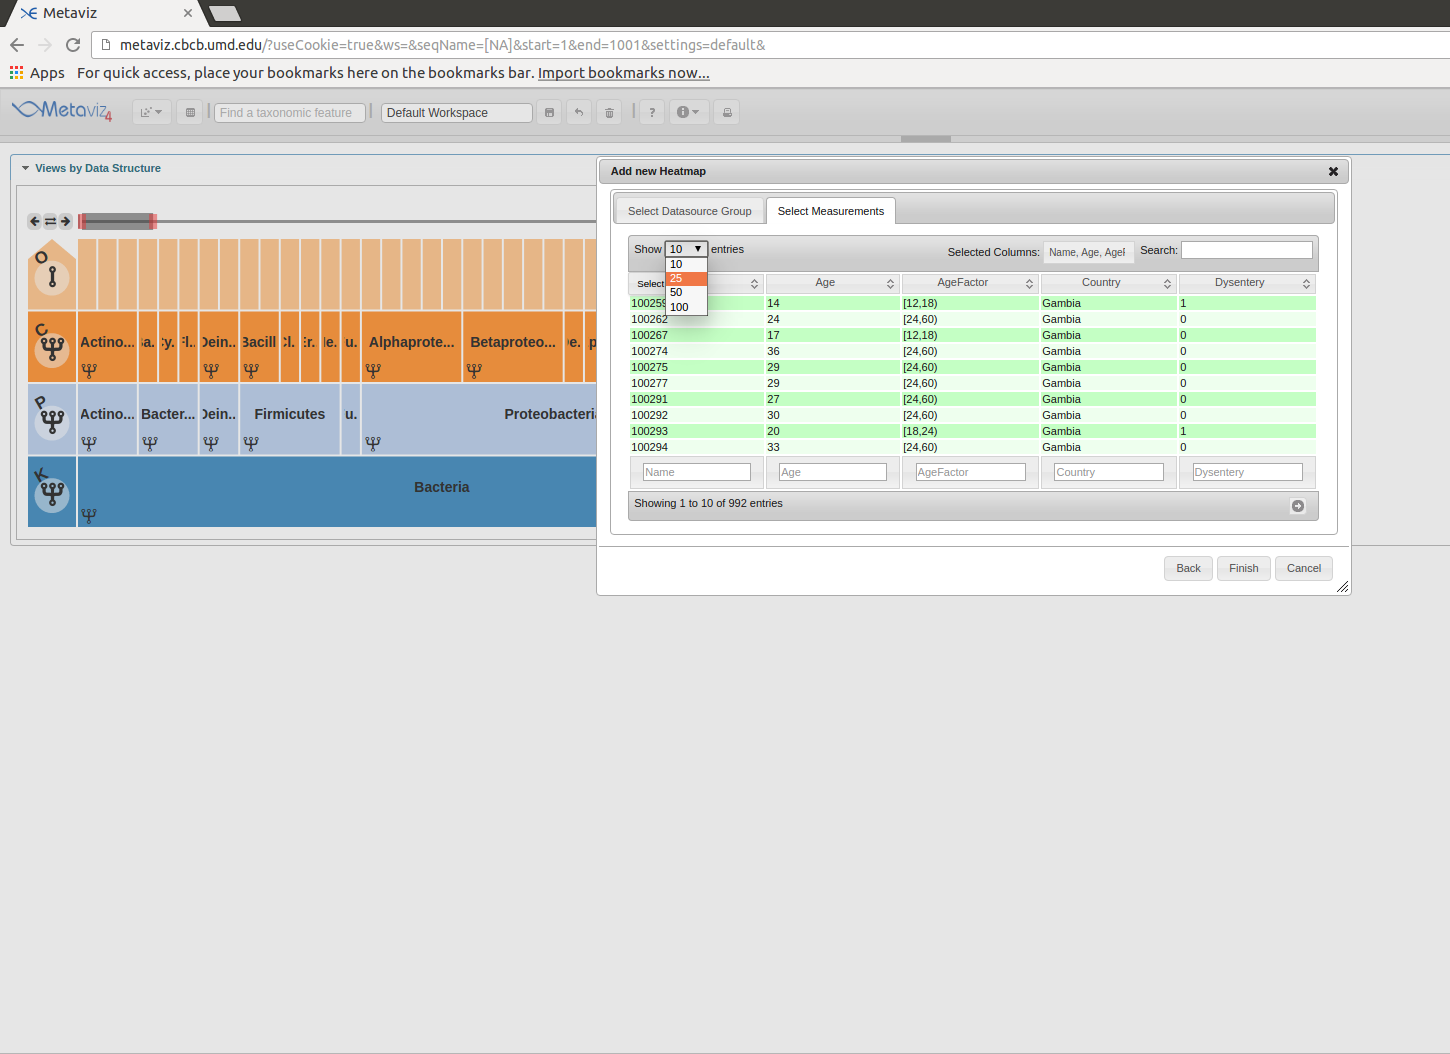 Metaviz
metaviz.cbcb.umd.edu/?useCookie=true&ws=&seqName=[NA]&start=1&end=1001&settings=default&
Apps For quick access, place your bookmarks here on the bookmarks bar. Import bookmarks now...
Metaviz 4 Find a taxonomic feature Default Workspace ?
Views by Data Structure
O
C Actino... 3a. Dein... Bacill Cl. Er. u. Alphaprote... Betaproteo...
P Actino... Bacter... Dein... Firmicutes u. Proteobacteria
K Bacteria
Add new Heatmap
Select Datasource Group Select Measurements
Show 10 entries Selected Columns: Name, Age, AgeF Search:
10
25
50
100
Select Age AgeFactor Country Dysentery
100259 14 [12,18) Gambia 1
100262 24 [24,60) Gambia 0
100267 17 [12,18) Gambia 0
100274 36 [24,60) Gambia 0
100275 29 [24,60) Gambia 0
100277 29 [24,60) Gambia 0
100291 27 [24,60) Gambia 0
100292 30 [24,60) Gambia 0
100293 20 [18,24) Gambia 1
100294 33 [24,60) Gambia 0
Name Age AgeFactor Country Dysentery
Showing 1 to 10 of 992 entries
Back Finish Cancel